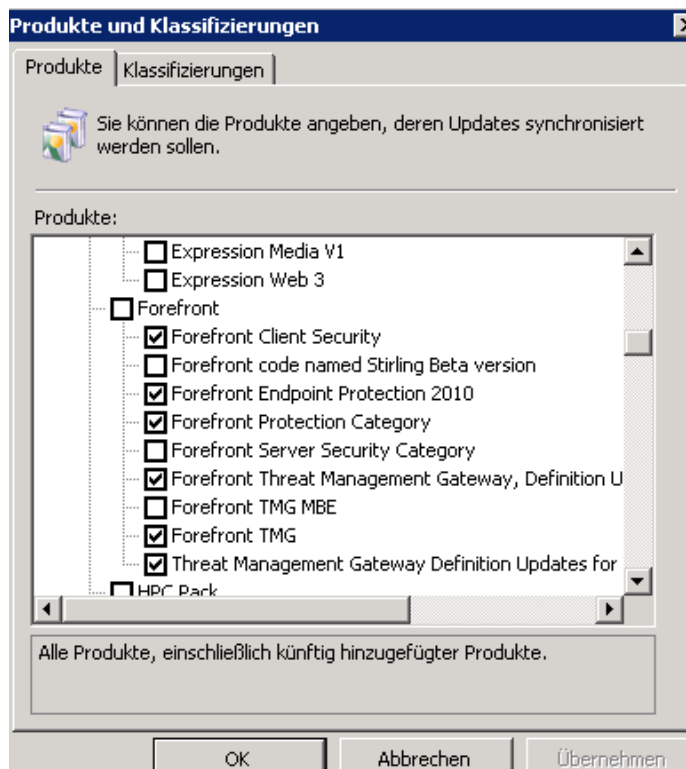 Produkte und Klassifizierungen
Produkte
Klassifizierungen
Sie können die Produkte angeben, deren Updates synchronisiert
werden sollen.
Produkte:
Expression Media V1
Expression Web 3
Forefront
Forefront Client Security
Forefront code named Stirling Beta version
Forefront Endpoint Protection 2010
Forefront Protection Category
Forefront Server Security Category
Forefront Threat Management Gateway, Definition U
Forefront TMG MBE
Forefront TMG
Threat Management Gateway Definition Updates for
HPC Pack
Alle Produkte, einschließlich künftig hinzugefügter Produkte.
OK
Abbrechen
Übernehmen